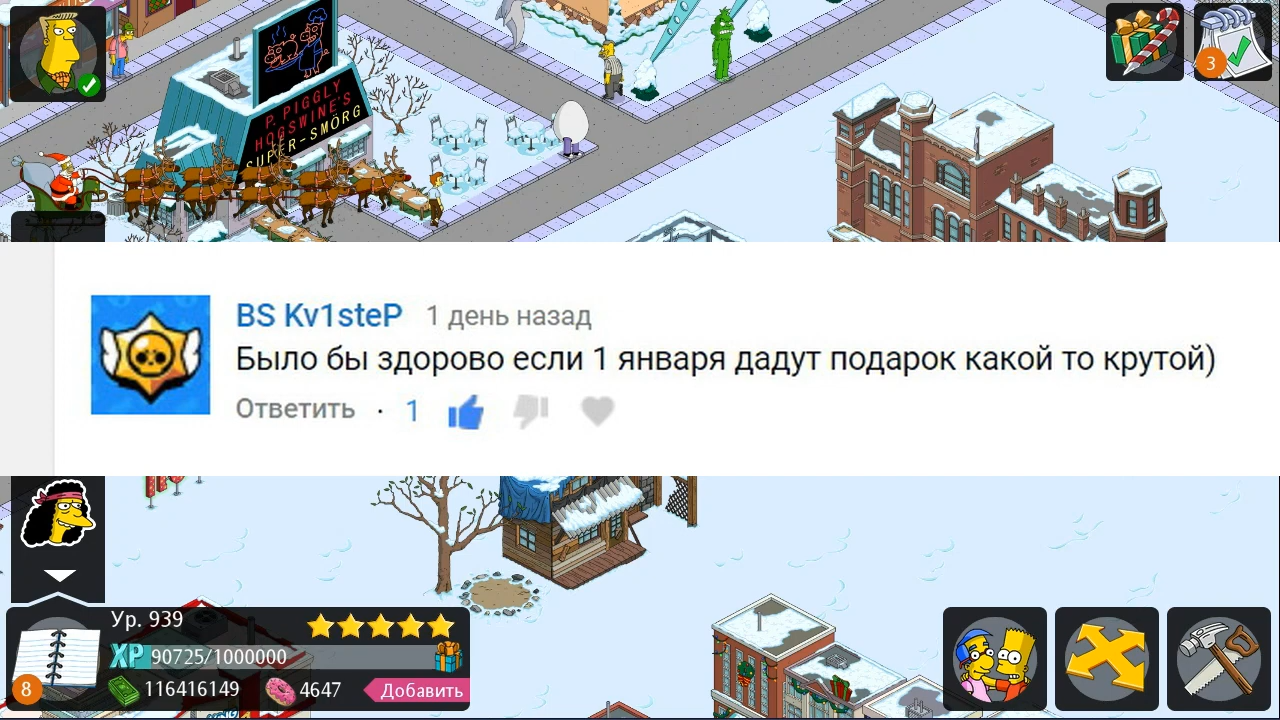 3
P. PIGGLY
HOGSWINE'S
SUPER-SMÖRG
BS Kv1steP 1 день назад
Было бы здорово если 1 января дадут подарок какой то крутой)
Ответить · 1
Ур. 939
XP 90725/1000000
8 116416149 4647 Добавить